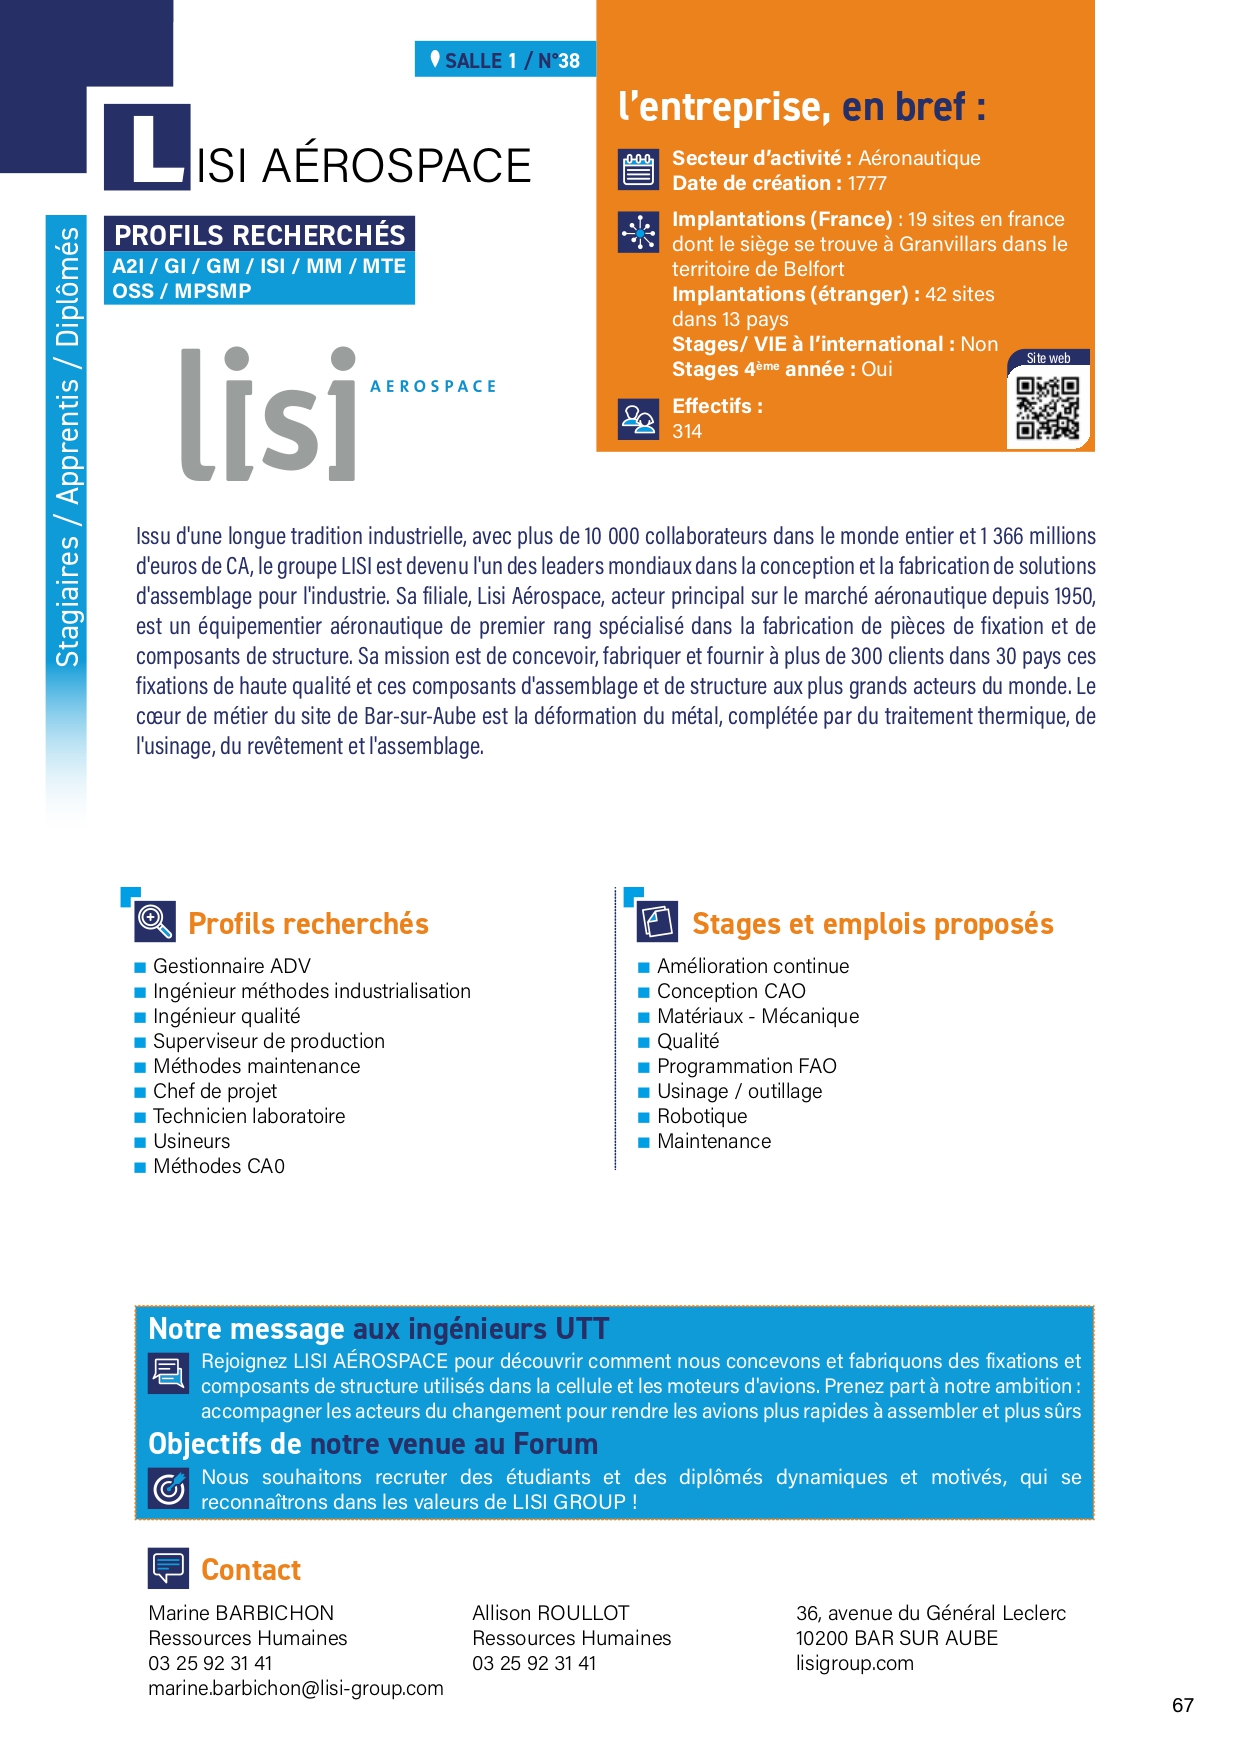 SALLE 1 / N°38
LISI AÉROSPACE
PROFILS RECHERCHÉS
A2I / GI / GM / ISI / MM / MTE
OSS / MPSMP
Stagiaires / Apprentis / Diplômés
lisi AEROSPACE
l'entreprise, en bref :
Secteur d'activité : Aéronautique
Date de création : 1777
Implantations (France) : 19 sites en france
dont le siège se trouve à Granvillars dans le
territoire de Belfort
Implantations (étranger) : 42 sites
dans 13 pays
Stages/ VIE à l'international : Non
Stages 4ème année : Oui
Site web
Effectifs :
314
Issu d'une longue tradition industrielle, avec plus de 10 000 collaborateurs dans le monde entier et 1 366 millions
d'euros de CA, le groupe LISI est devenu l'un des leaders mondiaux dans la conception et la fabrication de solutions
d'assemblage pour l'industrie. Sa filiale, Lisi Aérospace, acteur principal sur le marché aéronautique depuis 1950,
est un équipementier aéronautique de premier rang spécialisé dans la fabrication de pièces de fixation et de
composants de structure. Sa mission est de concevoir, fabriquer et fournir à plus de 300 clients dans 30 pays ces
fixations de haute qualité et ces composants d'assemblage et de structure aux plus grands acteurs du monde. Le
cœur de métier du site de Bar-sur-Aube est la déformation du métal, complétée par du traitement thermique, de
l'usinage, du revêtement et l'assemblage.
Profils recherchés
Gestionnaire ADV
Ingénieur méthodes industrialisation
Ingénieur qualité
Superviseur de production
Méthodes maintenance
Chef de projet
Technicien laboratoire
Usineurs
Méthodes CA0
Stages et emplois proposés
Amélioration continue
Conception CAO
Matériaux - Mécanique
Qualité
Programmation FAO
Usinage / outillage
Robotique
Maintenance
Notre message aux ingénieurs UTT
Rejoignez LISI AÉROSPACE pour découvrir comment nous concevons et fabriquons des fixations et
composants de structure utilisés dans la cellule et les moteurs d'avions. Prenez part à notre ambition :
accompagner les acteurs du changement pour rendre les avions plus rapides à assembler et plus sûrs
Objectifs de notre venue au Forum
Nous souhaitons recruter des étudiants et des diplômés dynamiques et motivés, qui se
reconnaîtrons dans les valeurs de LISI GROUP !
Contact
Marine BARBICHON
Ressources Humaines
03 25 92 31 41
marine.barbichon@lisi-group.com
Allison ROULLOT
Ressources Humaines
03 25 92 31 41
36, avenue du Général Leclerc
10200 BAR SUR AUBE
lisigroup.com
67